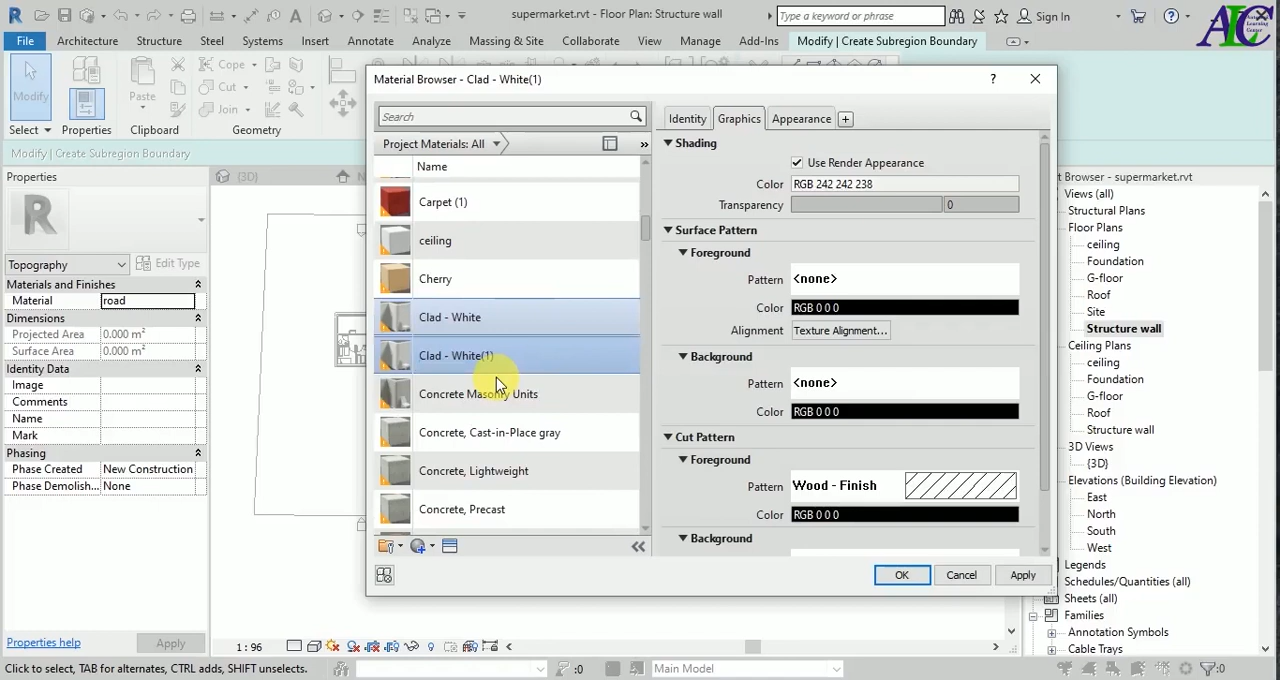 supermarket.rvt - Floor Plan: Structure wall
Type a keyword or phrase
Sign In
ALC
File Architecture Structure Steel Systems Insert Annotate Analyze Massing & Site Collaborate View Manage Add-Ins Modify | Create Subregion Boundary
Modify
Paste
Cope
Cut
Join
Select Properties Clipboard Geometry
Modify | Create Subregion Boundary
Properties
R
Topography
Edit Type
Materials and Finishes
Material road
Dimensions
Projected Area 0.000 m²
Surface Area 0.000 m²
Identity Data
Image
Comments
Name
Mark
Phasing
Phase Created New Construction
Phase Demolish... None
Properties help
Apply
{3D}
Material Browser - Clad - White(1)
?
Search
Project Materials: All
Name
Carpet (1)
ceiling
Cherry
Clad - White
Clad - White(1)
Concrete Masonry Units
Concrete, Cast-in-Place gray
Concrete, Lightweight
Concrete, Precast
Identity Graphics Appearance
Shading
Use Render Appearance
Color RGB 242 242 238
Transparency 0
Surface Pattern
Foreground
Pattern <none>
Color RGB 0 0 0
Alignment Texture Alignment...
Background
Pattern <none>
Color RGB 0 0 0
Cut Pattern
Foreground
Pattern Wood - Finish
Color RGB 0 0 0
Background
OK Cancel Apply
t Browser - supermarket.rvt
Views (all)
Structural Plans
Floor Plans
ceiling
Foundation
G-floor
Roof
Site
Structure wall
Ceiling Plans
ceiling
Foundation
G-floor
Roof
Structure wall
3D Views
{3D}
Elevations (Building Elevation)
East
North
South
West
Legends
Schedules/Quantities (all)
Sheets (all)
Families
Annotation Symbols
Cable Trays
1 : 96
Click to select, TAB for alternates, CTRL adds, SHIFT unselects.
:0
Main Model
:0